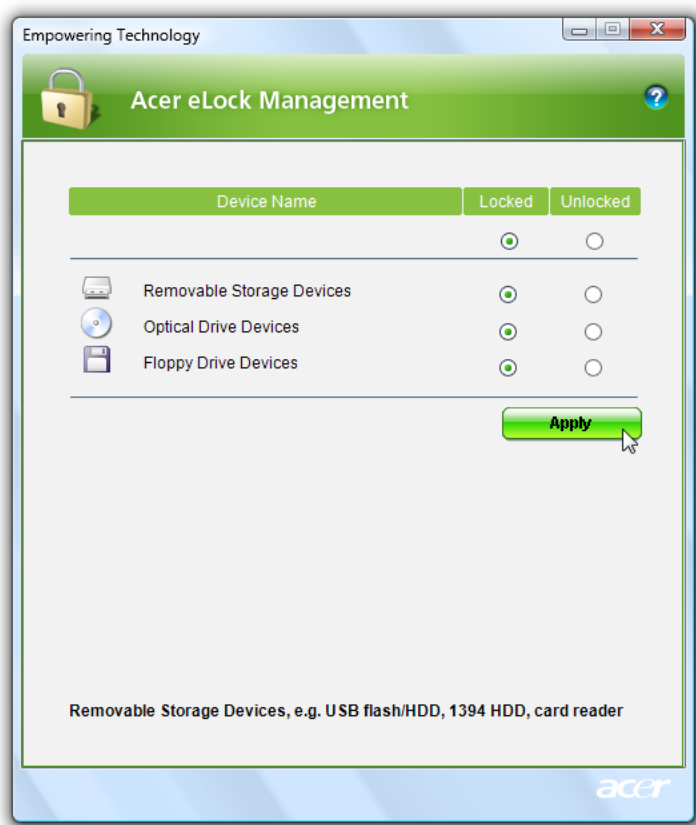 Empowering Technology
Acer eLock Management
Device Name Locked Unlocked
Removable Storage Devices
Optical Drive Devices
Floppy Drive Devices
Apply
Removable Storage Devices, e.g. USB flash/HDD, 1394 HDD, card reader
acer